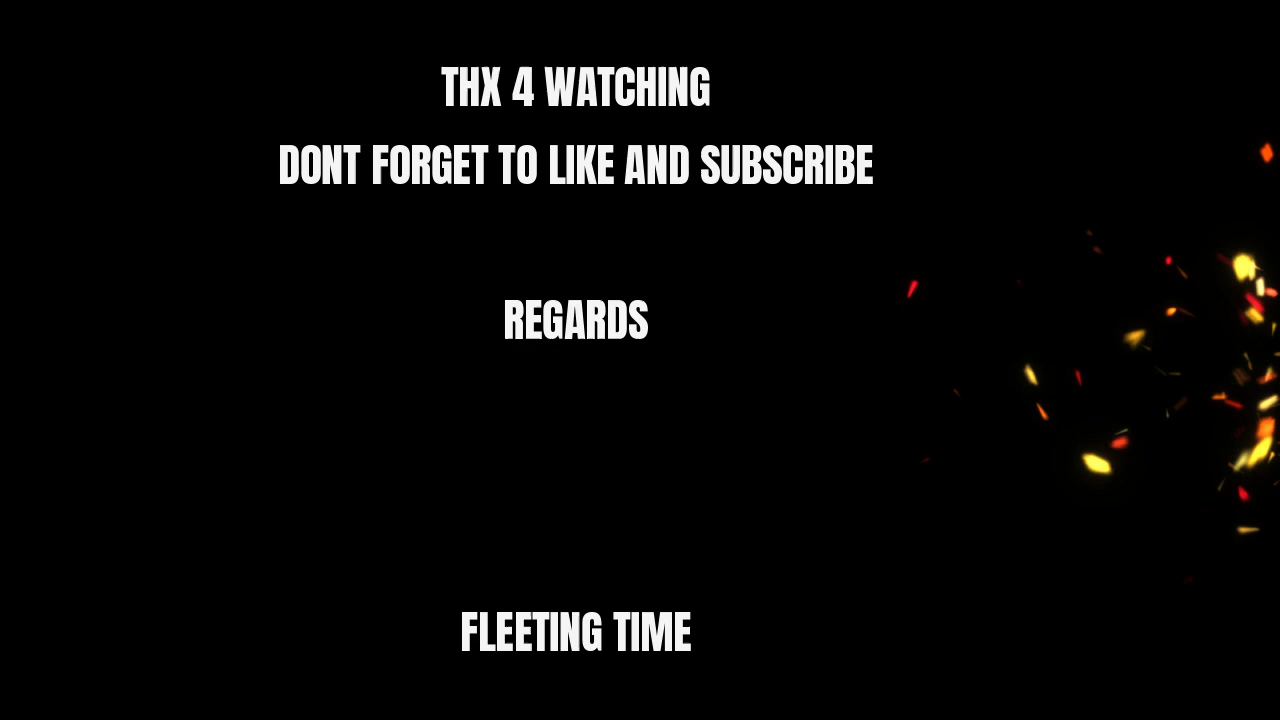 THX 4 WATCHING
DONT FORGET TO LIKE AND SUBSCRIBE
REGARDS
FLEETING TIME